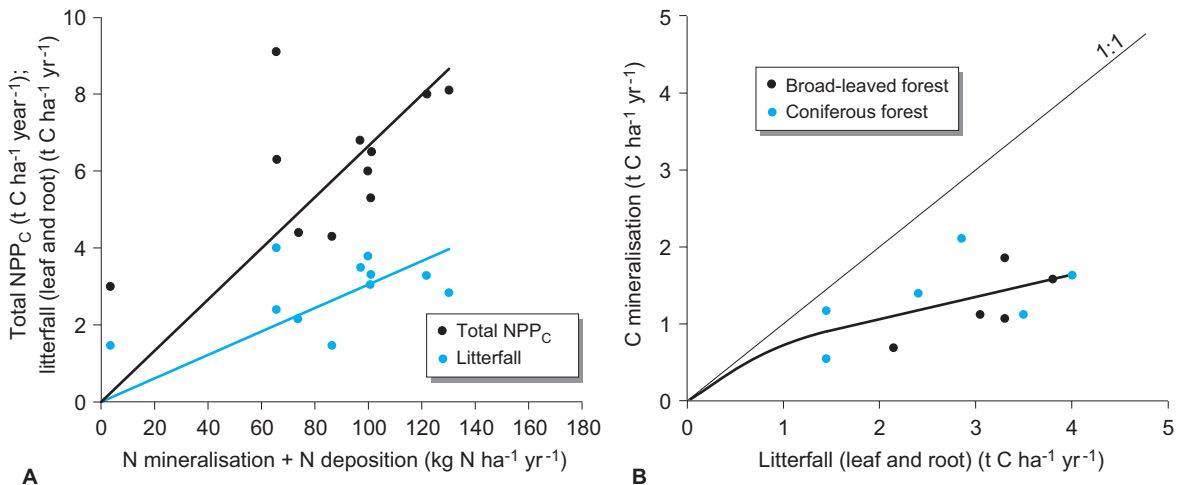 Total NPP_C (t C ha⁻¹ year⁻¹);
litterfall (leaf and root) (t C ha⁻¹ yr⁻¹)
10
8
6
4
2
0
Total NPP_C
Litterfall
0 20 40 60 80 100 120 140 160 180
N mineralisation + N deposition (kg N ha⁻¹ yr⁻¹)
A
C mineralisation (t C ha⁻¹ yr⁻¹)
5
4
3
2
1
0
1:1
Broad-leaved forest
Coniferous forest
0 1 2 3 4 5
Litterfall (leaf and root) (t C ha⁻¹ yr⁻¹)
B